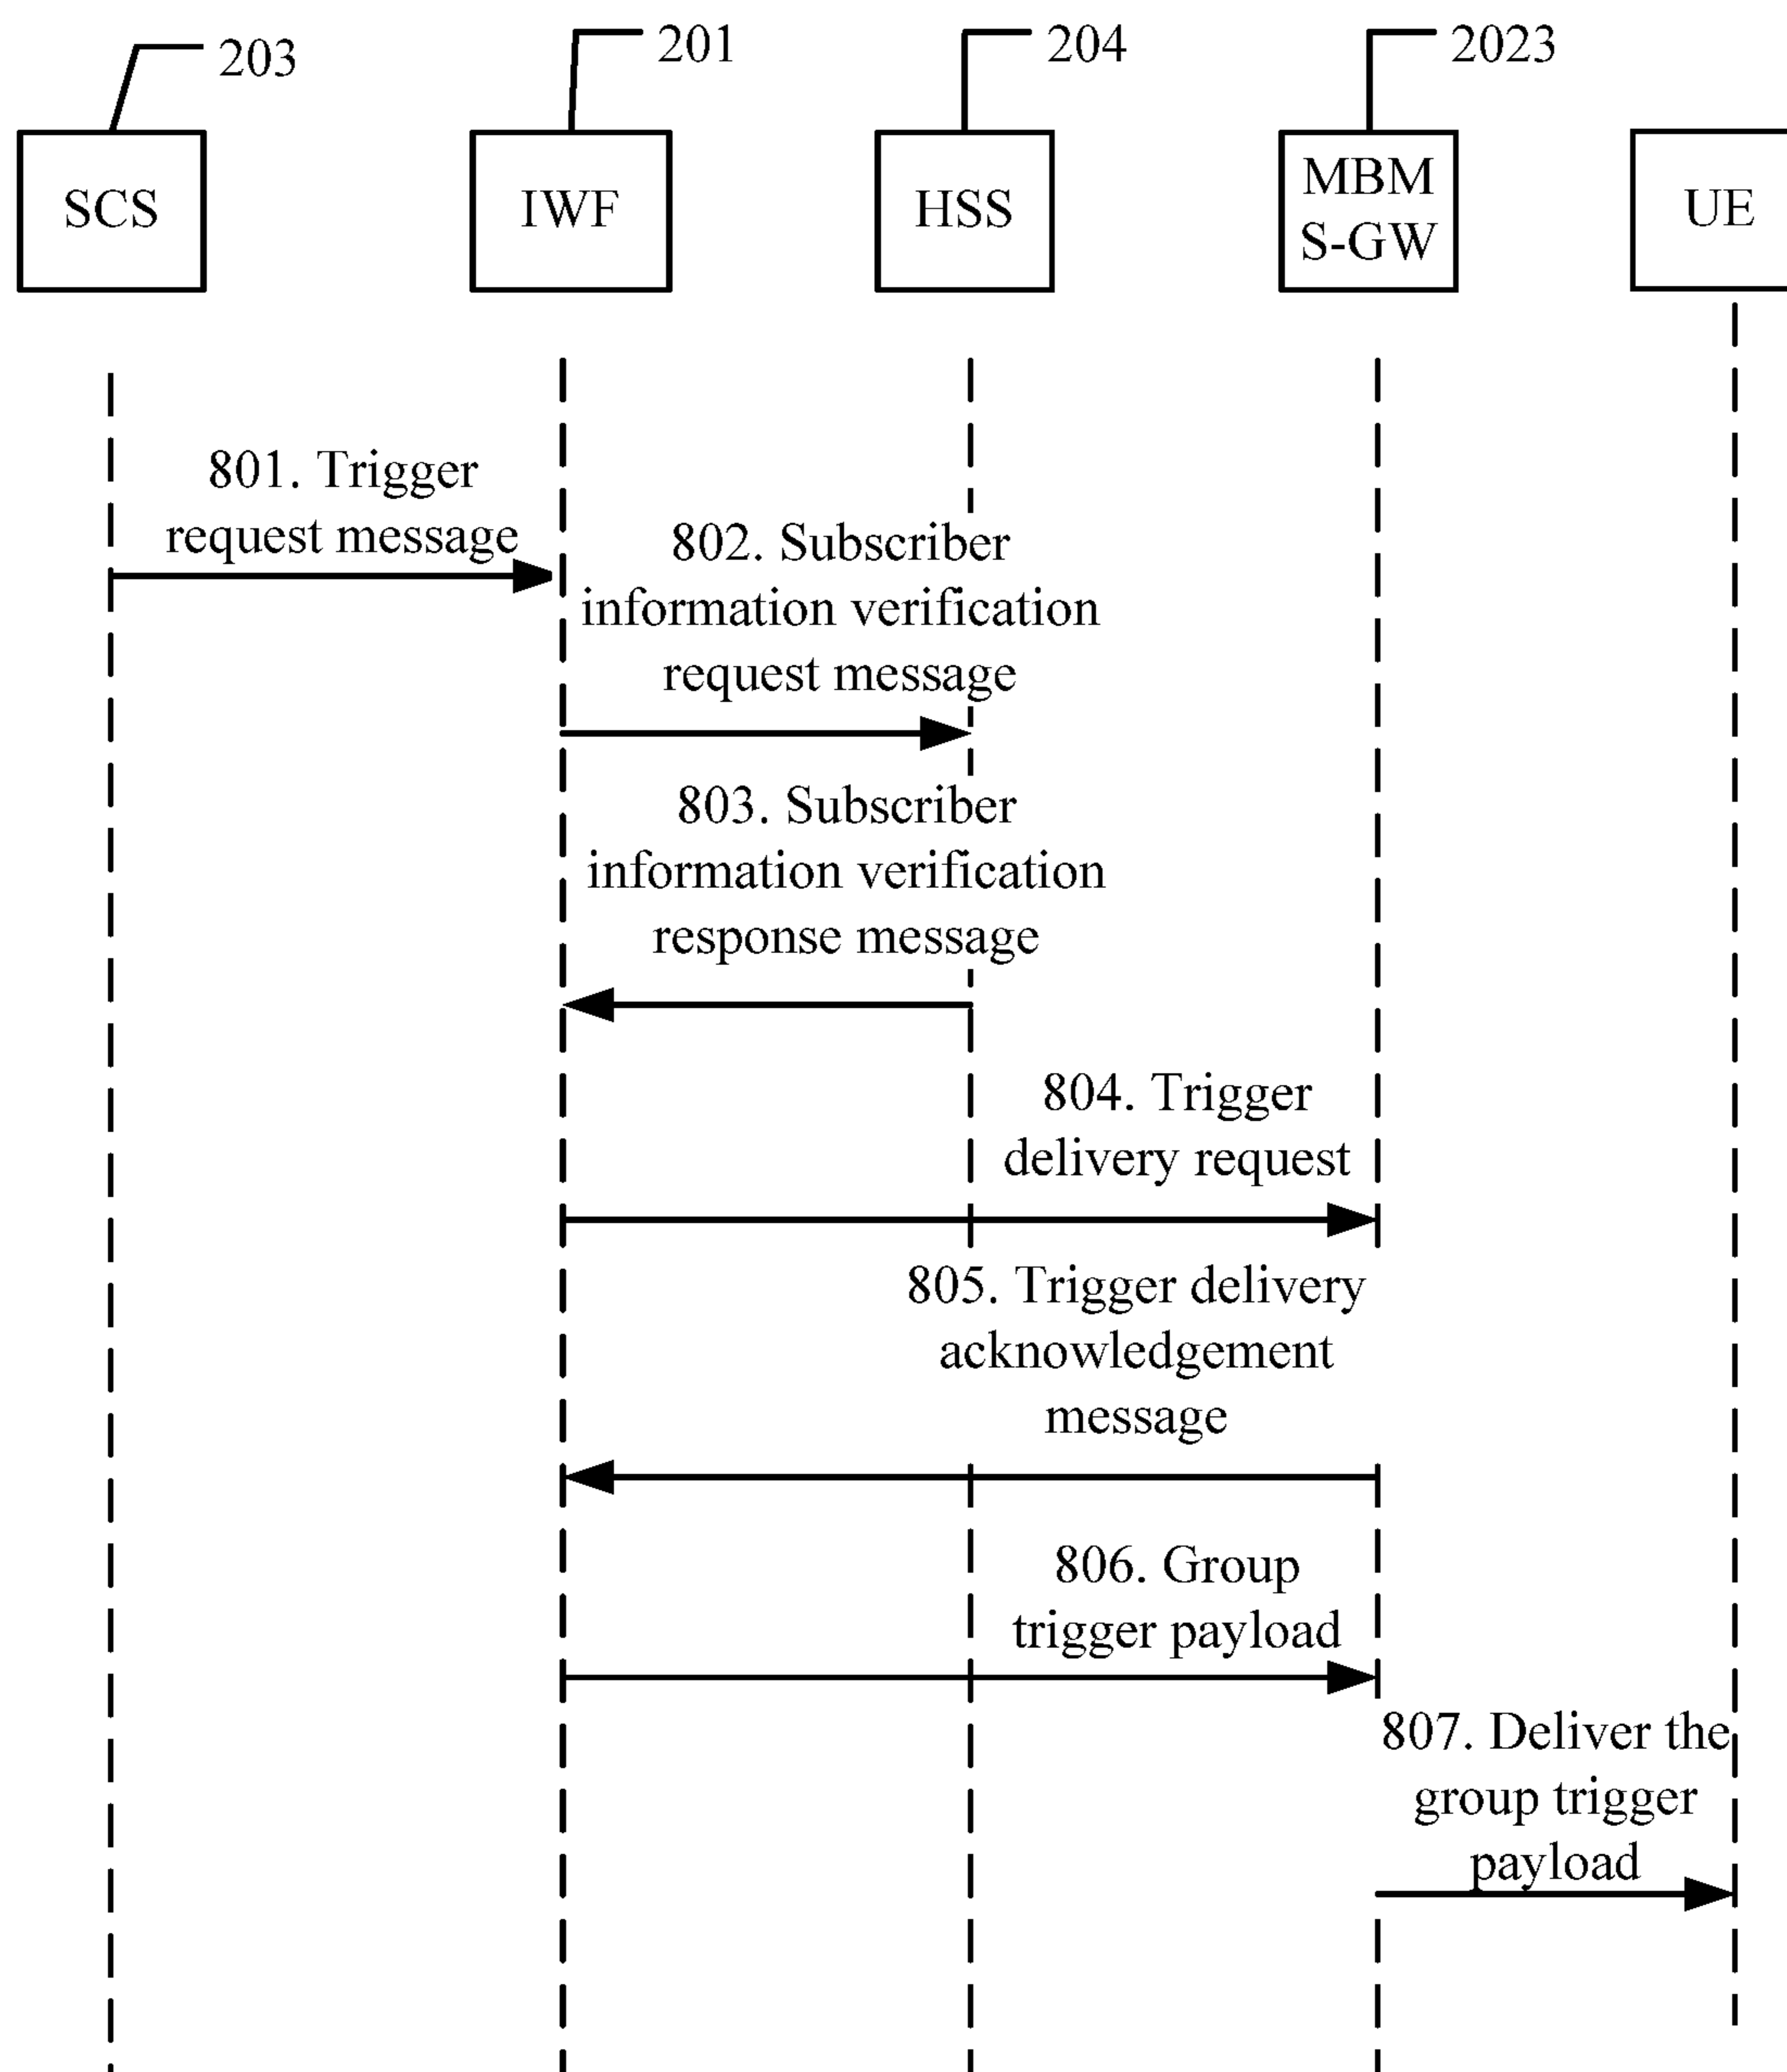 203
201
204
2023
SCS
IWF
HSS
MBM
S-GW
UE
801. Trigger
request message
802. Subscriber
information verification
request message
803. Subscriber
information verification
response message
804. Trigger
delivery request
805. Trigger delivery
acknowledgement
message
806. Group
trigger payload
807. Deliver the
group trigger
payload